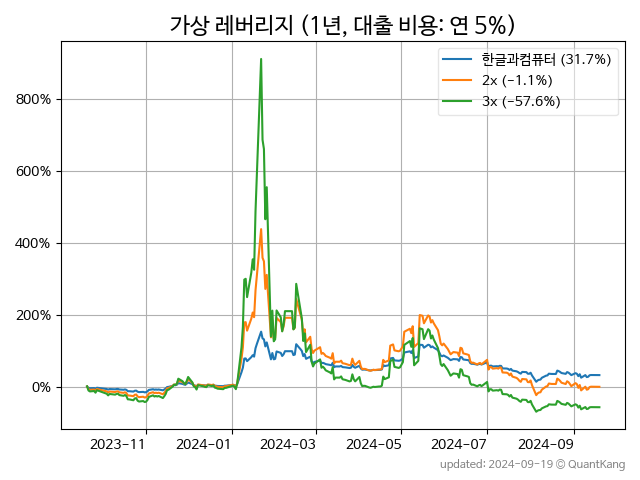 가상 레버리지 (1년, 대출 비용: 연 5%)
한글과컴퓨터 (31.7%)
2x (−1.1%)
3x (−57.6%)
800%
600%
400%
200%
0%
2023−11 2024−01 2024−03 2024−05 2024−07 2024−09
updated: 2024−09−19 © QuantKang